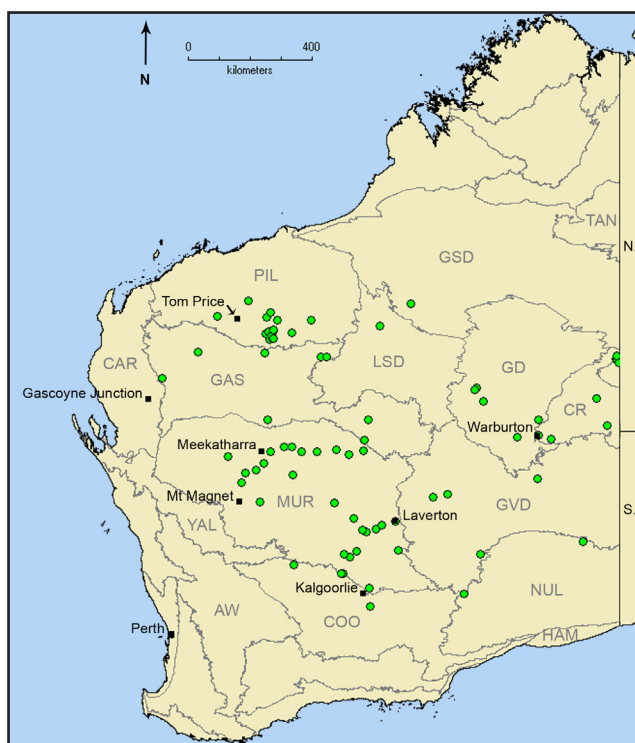 0 400
kilometers
N
TAN
N.
GSD
PIL
Tom Price
CAR
GAS
LSD
GD
CR
Gascoyne Junction
Warburton
Meekatharra
Mt Magnet
MUR
GVD
S.
YAL
Laverton
Kalgoorlie
NUL
AW
COO
Perth
HAM